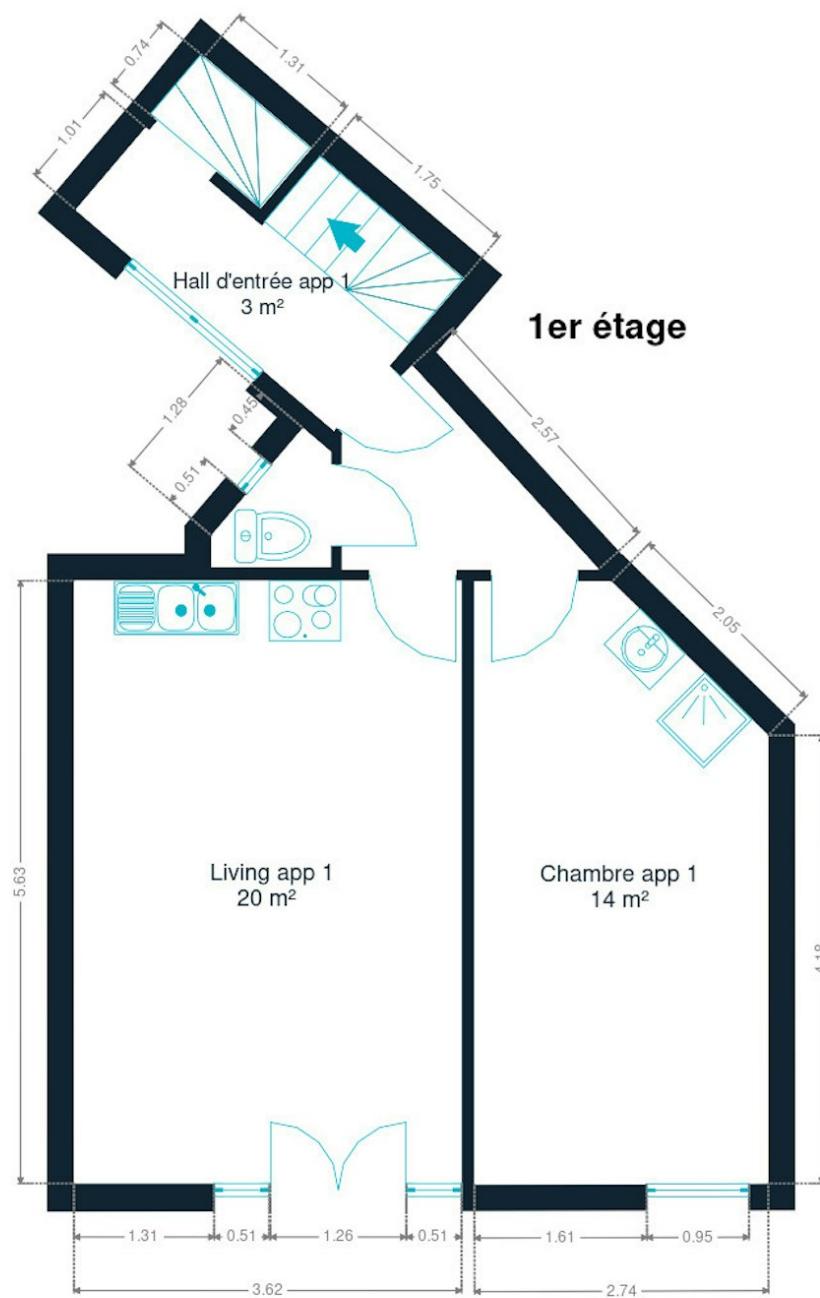 0.74
1.31
1.01
1.75
Hall d'entrée app 1
3 m²
1er étage
1.28
0.45
2.57
0.51
2.05
5.63
Living app 1
20 m²
Chambre app 1
14 m²
1.31
0.51
1.26
0.51
1.61
0.95
3.62
2.74